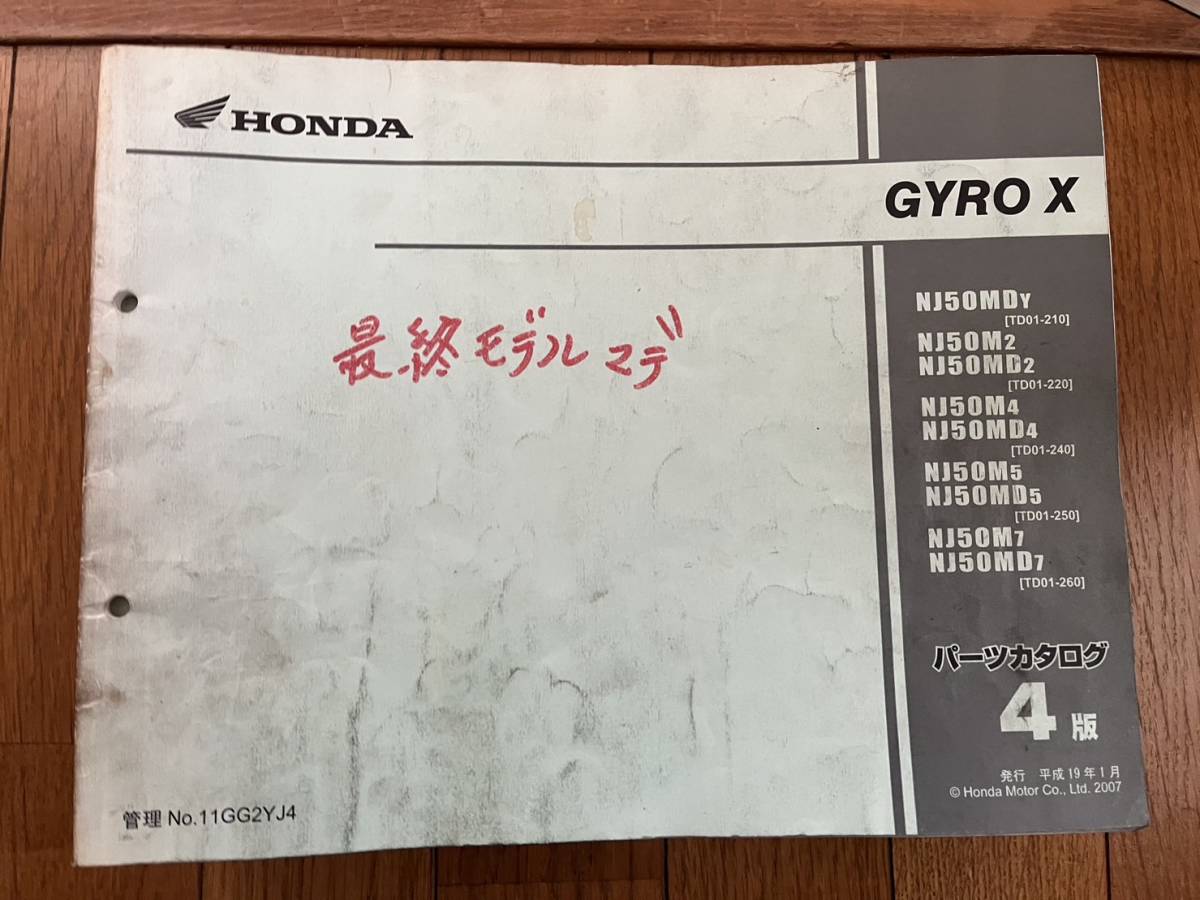 HONDA
GYRO X
最終モデルマデ
NJ50MDY
[TD01-210]
NJ50M2
NJ50MD2
[TD01-220]
NJ50M4
NJ50MD4
[TD01-240]
NJ50M5
NJ50MD5
[TD01-250]
NJ50M7
NJ50MD7
[TD01-260]
パーツカタログ
4版
発行 平成19年1月
© Honda Motor Co., Ltd. 2007
管理 No.11GG2YJ4